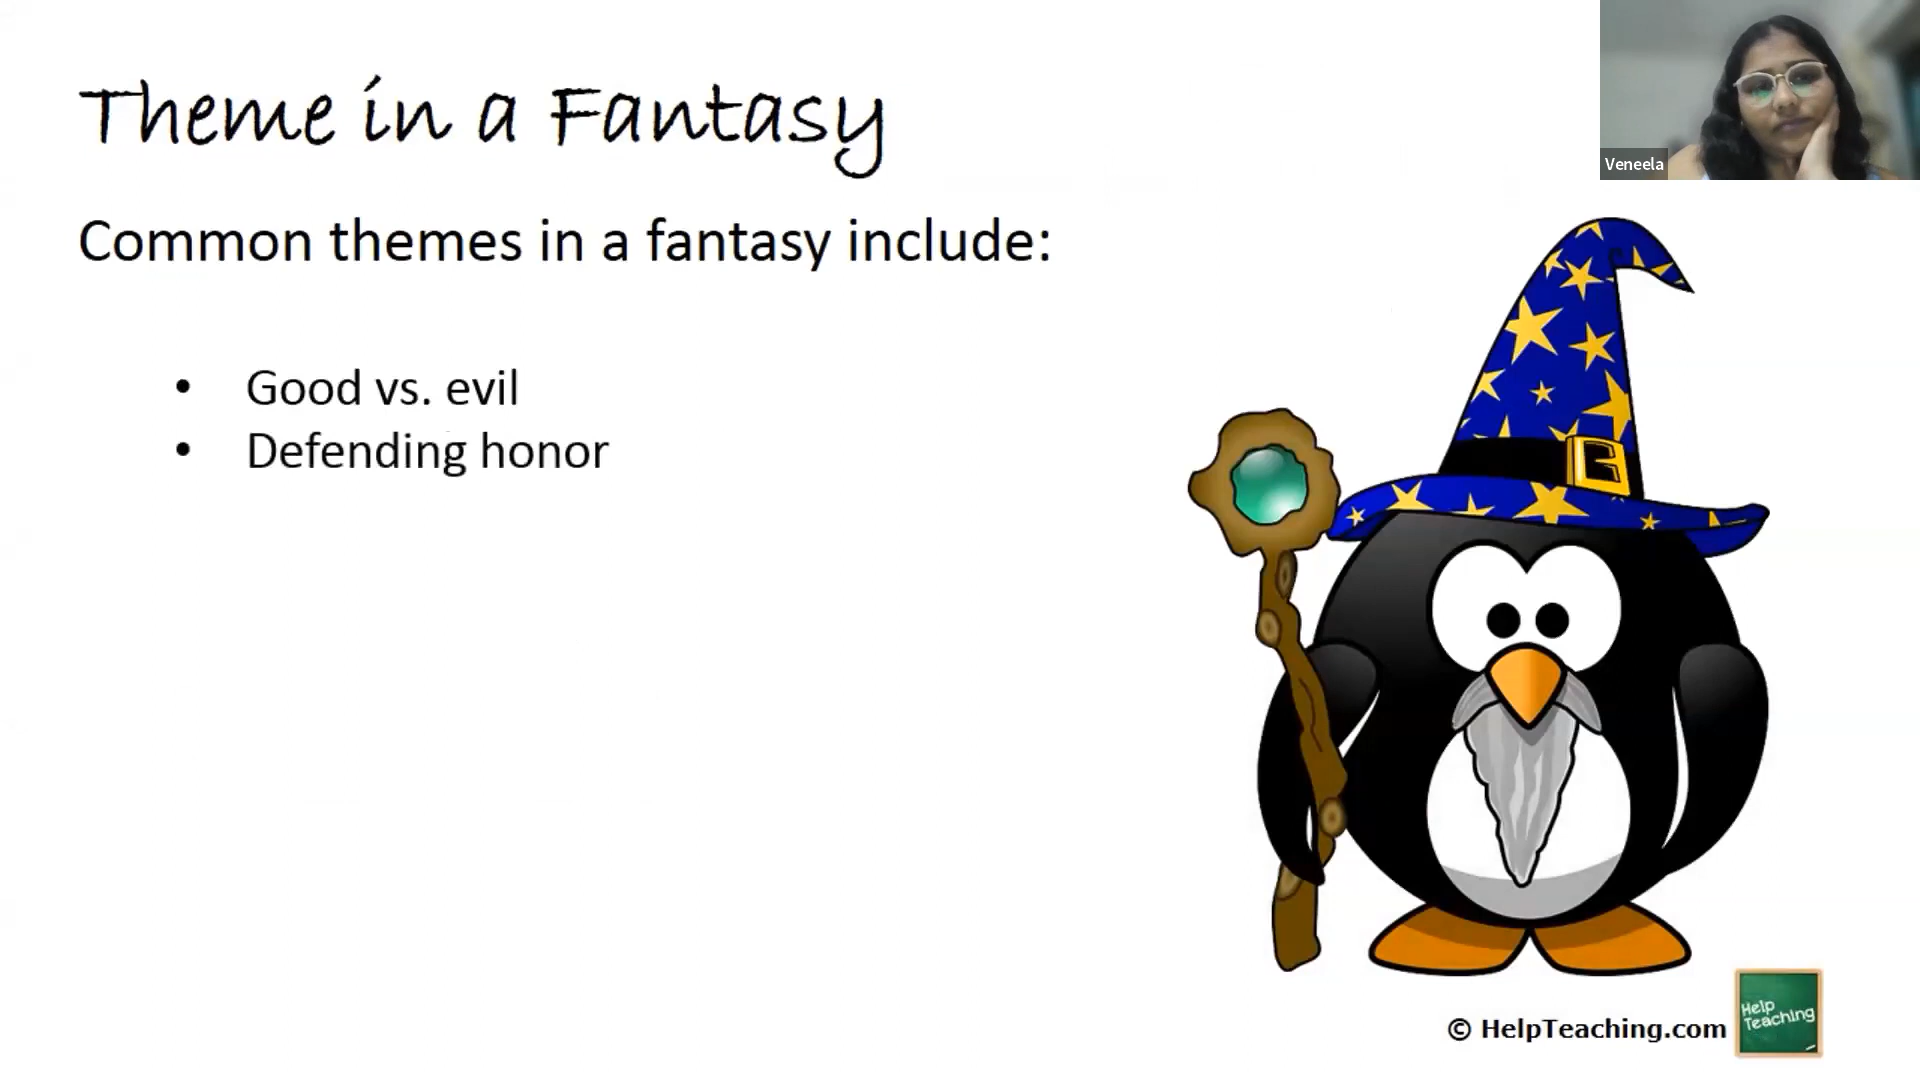 Theme in a Fantasy
Veneela
Common themes in a fantasy include:
• Good vs. evil
• Defending honor
© HelpTeaching.com
Help
Teaching